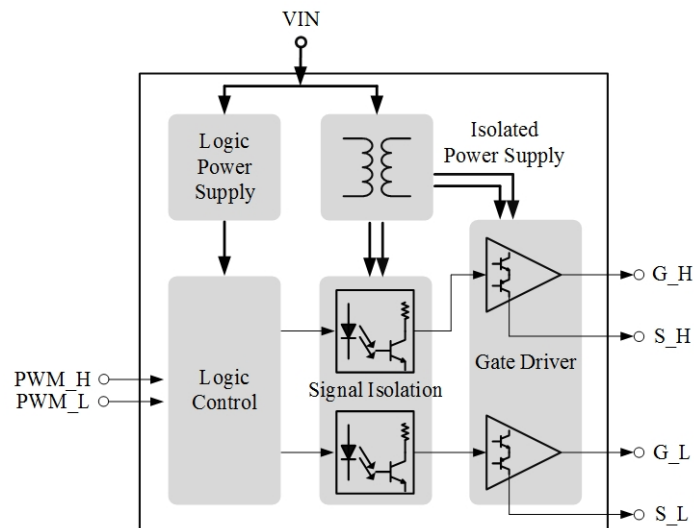 VIN
Logic
Power
Supply
Isolated
Power Supply
G_H
S_H
PWM_H
PWM_L
Logic
Control
Signal Isolation
Gate Driver
G_L
S_L